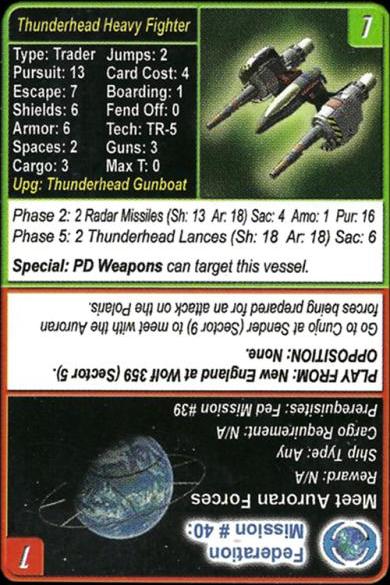 Thunderhead Heavy Fighter
1
Type: Trader Jumps: 2
Pursuit: 13 Card Cost: 4
Escape: 7 Boarding: 1
Shields: 6 Fend Off: 0
Armor: 6 Tech: TR-5
Spaces: 2 Guns: 3
Cargo: 3 Max T: 0
Upg: Thunderhead Gunboat
Phase 2: 2 Radar Missiles (Sh: 13 Ar: 18) Sac: 4 Amo: 1 Pur: 16
Phase 5: 2 Thunderhead Lances (Sh: 18 Ar: 18) Sac: 6
Special: PD Weapons can target this vessel.
Federation
Mission # 40:
1
Meet Auroran Forces
Reward: N/A
Ship Type: Any
Cargo Requirement: N/A
Prerequisites: Fed Mission #39
PLAY FROM: New England at Wolf 359 (Sector 5).
OPPOSITION: None.
Go to Cunjo at Sender (Sector 9) to meet with the Auroran
forces being prepared for an attack on the Polaris.